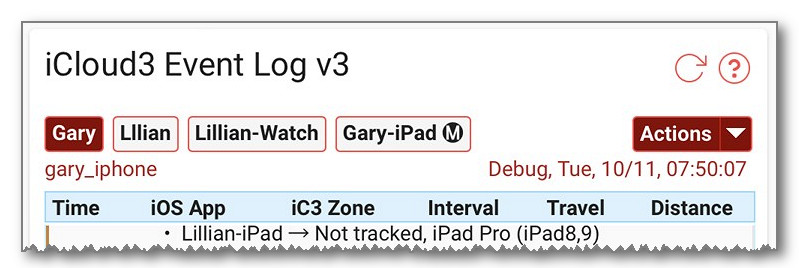 iCloud3 Event Log v3
Gary Lllian Lillian-Watch Gary-iPad Ⓜ Actions
gary_iphone Debug, Tue, 10/11, 07:50:07
Time iOS App iC3 Zone Interval Travel Distance
• Lillian-iPad → Not tracked, iPad Pro (iPad8,9)